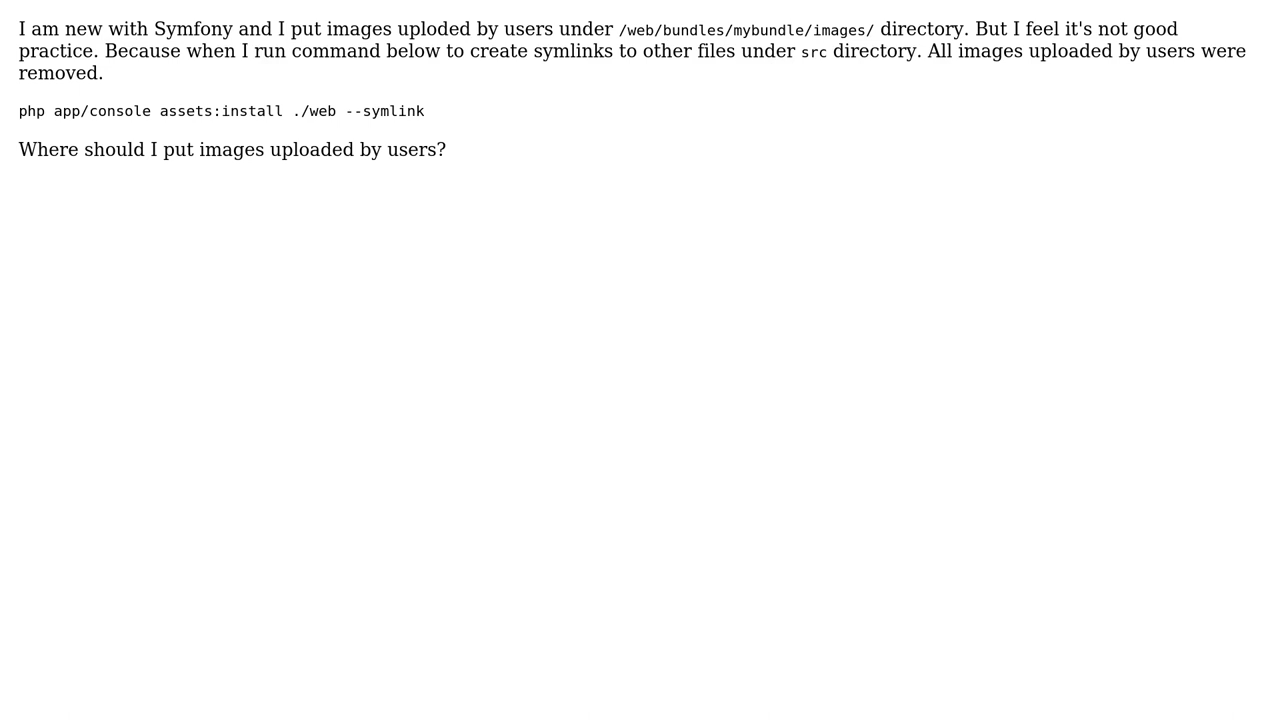 I am new with Symfony and I put images uploded by users under /web/bundles/mybundle/images/ directory. But I feel it's not good
practice. Because when I run command below to create symlinks to other files under src directory. All images uploaded by users were
removed.
php app/console assets:install ./web --symlink
Where should I put images uploaded by users?